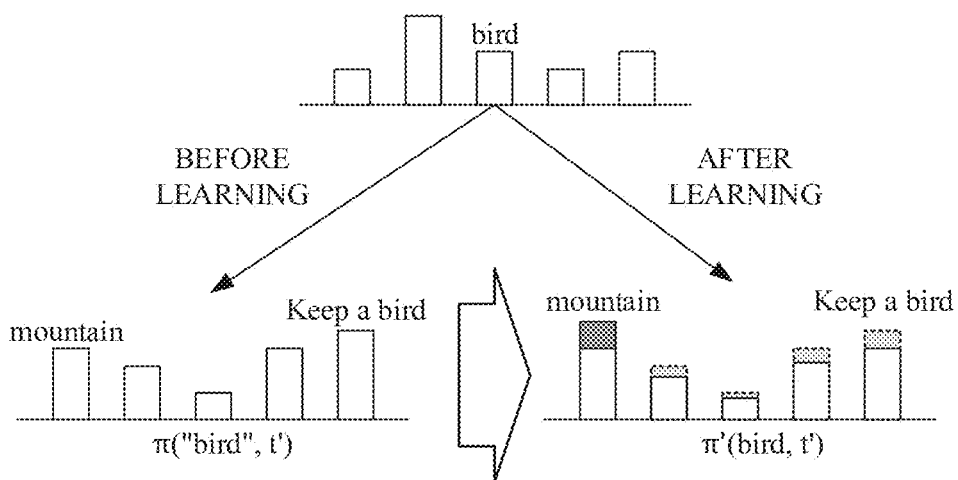 bird
BEFORE
LEARNING
AFTER
LEARNING
mountain
Keep a bird
mountain
Keep a bird
π("bird", t')
π'(bird, t')